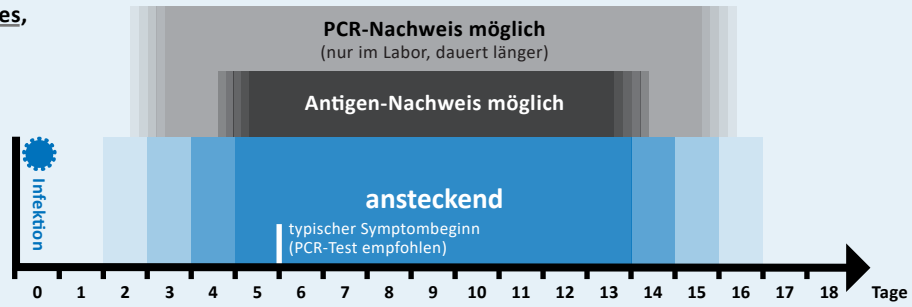 es,
PCR-Nachweis möglich
(nur im Labor, dauert länger)
Antigen-Nachweis möglich
ansteckend
Infektion
typischer Symptombeginn
(PCR-Test empfohlen)
0 1 2 3 4 5 6 7 8 9 10 11 12 13 14 15 16 17 18 Tage